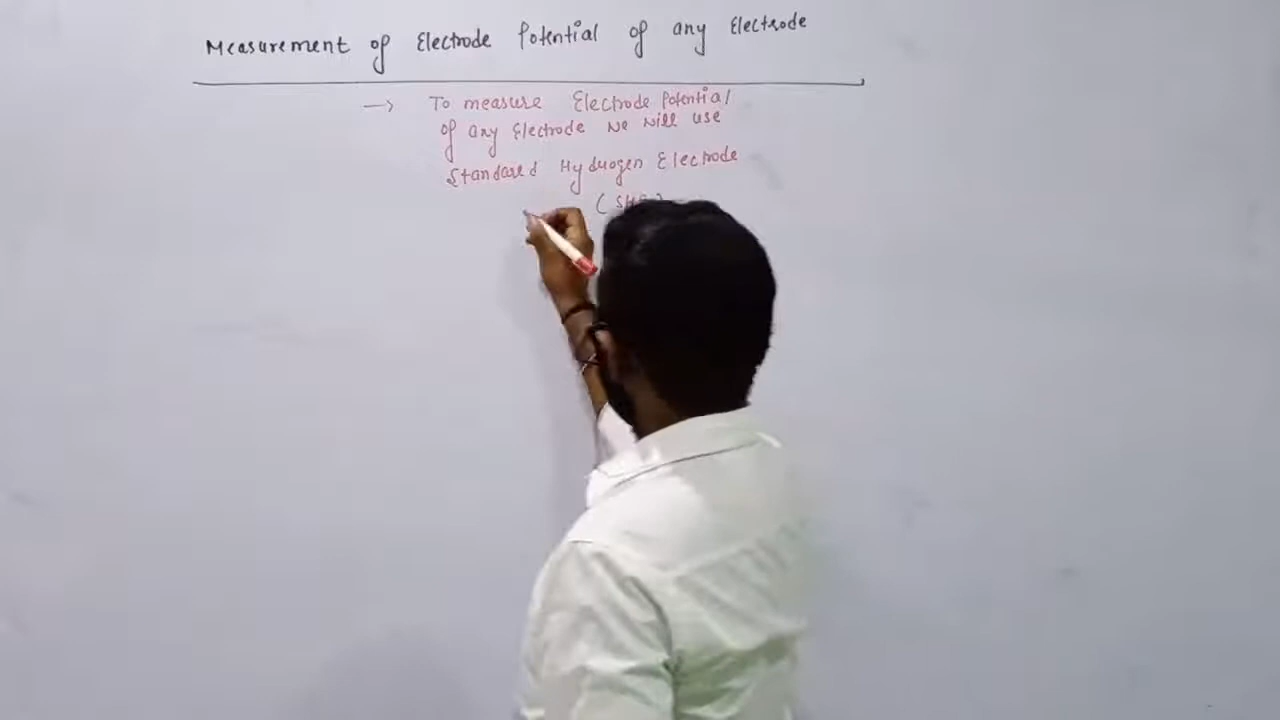 Measurement of Electrode Potential of any Electrode
→ To measure Electrode Potential
of any Electrode we will use
Standard Hydrogen Electrode
(SHE)